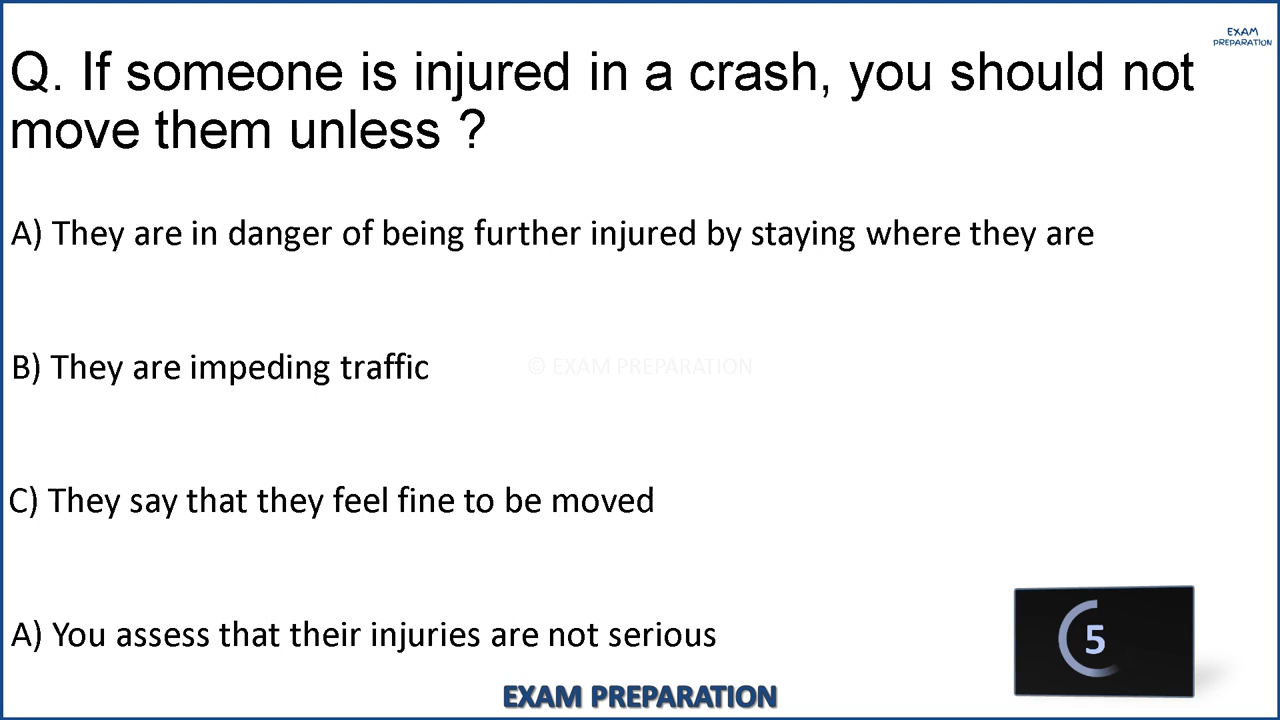 EXAM
PREPARATION
Q. If someone is injured in a crash, you should not
move them unless ?
A) They are in danger of being further injured by staying where they are
B) They are impeding traffic
© EXAM PREPARATION
C) They say that they feel fine to be moved
A) You assess that their injuries are not serious
5
EXAM PREPARATION